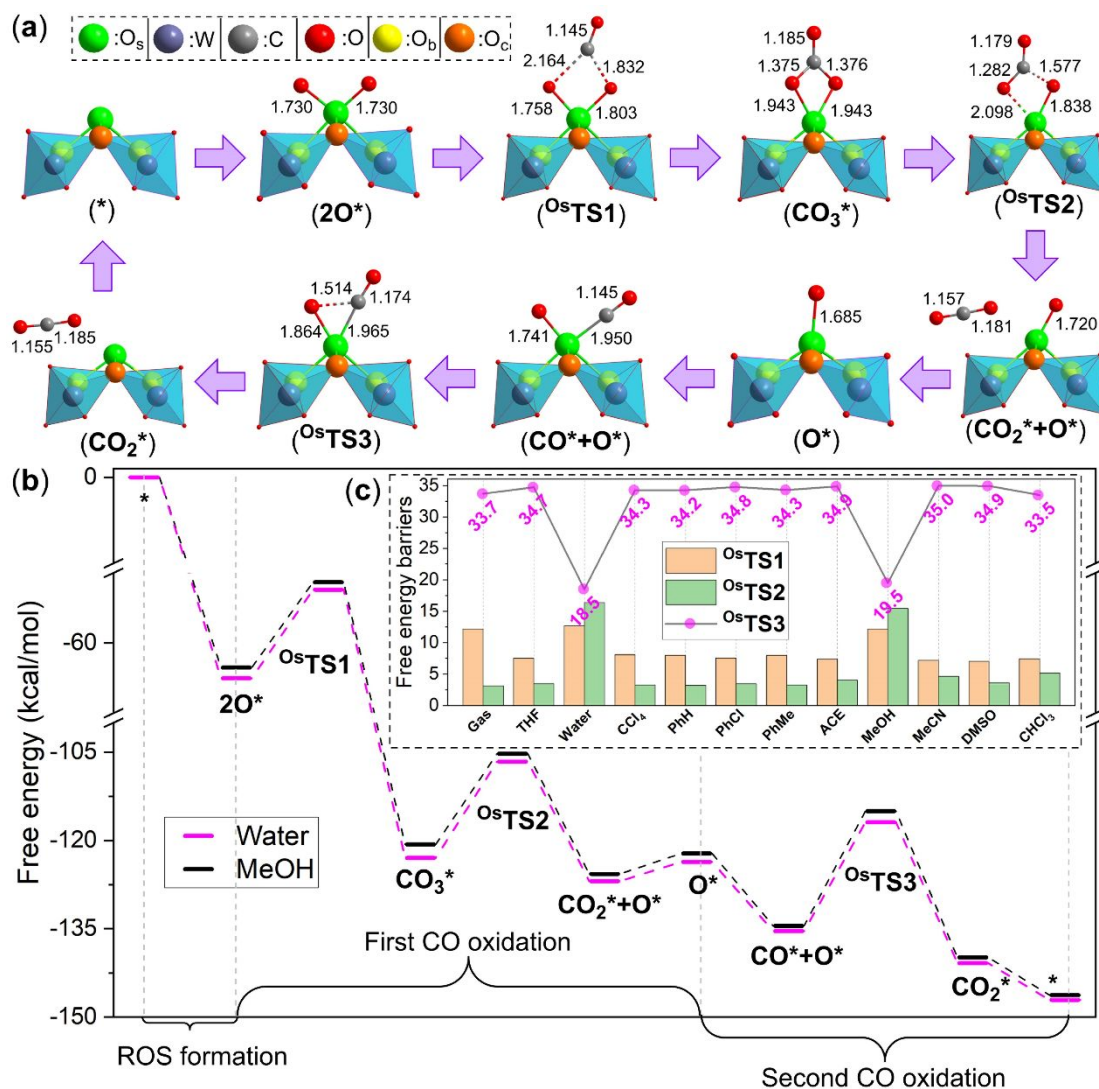 (a) :Os :W :C :O :Ob :Oc
1.730 1.730
1.145
2.164 1.832
1.758 1.803
1.185
1.375 1.376
1.943 1.943
1.179
1.282 1.577
2.098 1.838
(*) (2O*) (OsTS1) (CO3*) (OsTS2)
1.155 1.185
1.514 1.174
1.864 1.965
1.145
1.741 1.950
1.685
1.157
1.181 1.720
(CO2*) (OsTS3) (CO*+O*) (O*) (CO2*+O*)
(b)
Free energy (kcal/mol)
0
-60
-105
-120
-135
-150
*
2O*
OsTS1
CO3*
OsTS2
CO2*+O*
O*
CO*+O*
OsTS3
CO2*
*
Water
MeOH
ROS formation
First CO oxidation
Second CO oxidation
(c)
Free energy barriers
35
30
25
20
15
10
5
0
33.7 34.7 18.5 34.3 34.2 34.8 34.3 34.9 19.5 35.0 34.9 33.5
OsTS1
OsTS2
OsTS3
Gas THF Water CCl4 PhH PhCl PhMe ACE MeOH MeCN DMSO CHCl3